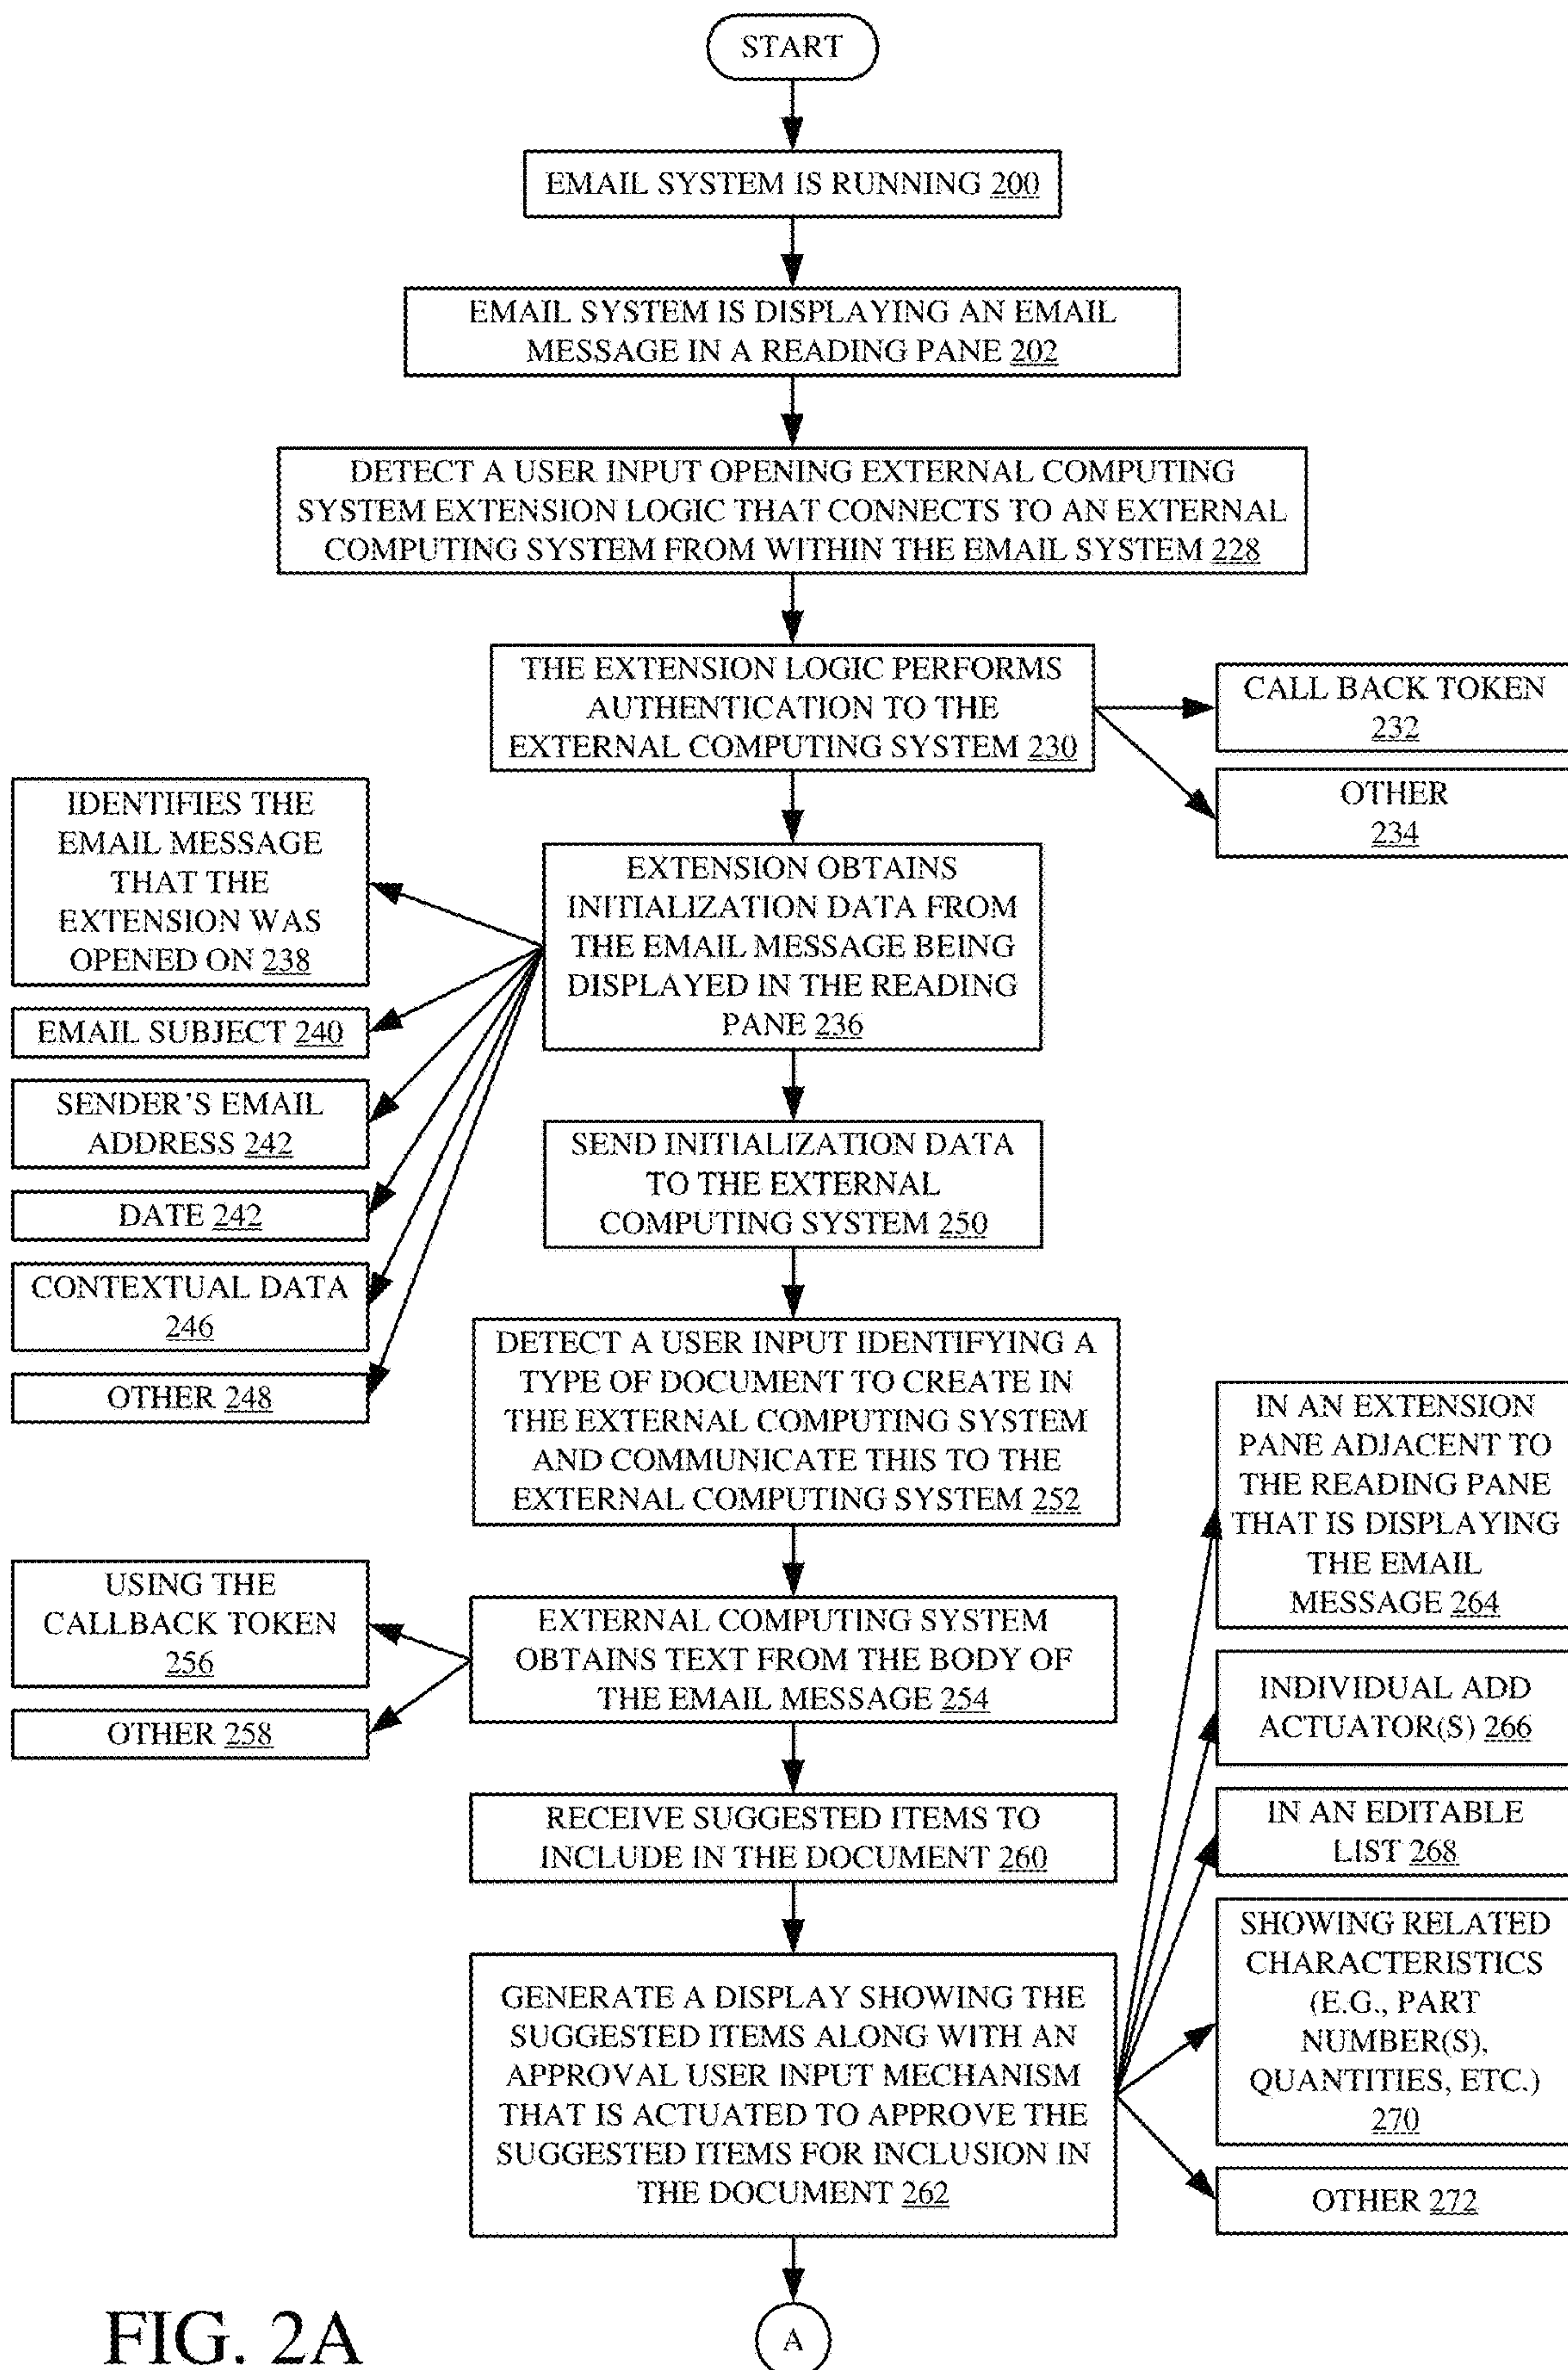 START
EMAIL SYSTEM IS RUNNING 200
EMAIL SYSTEM IS DISPLAYING AN EMAIL
MESSAGE IN A READING PANE 202
DETECT A USER INPUT OPENING EXTERNAL COMPUTING
SYSTEM EXTENSION LOGIC THAT CONNECTS TO AN EXTERNAL
COMPUTING SYSTEM FROM WITHIN THE EMAIL SYSTEM 228
THE EXTENSION LOGIC PERFORMS
AUTHENTICATION TO THE
EXTERNAL COMPUTING SYSTEM 230
CALL BACK TOKEN
232
OTHER
234
EXTENSION OBTAINS
INITIALIZATION DATA FROM
THE EMAIL MESSAGE BEING
DISPLAYED IN THE READING
PANE 236
IDENTIFIES THE
EMAIL MESSAGE
THAT THE
EXTENSION WAS
OPENED ON 238
EMAIL SUBJECT 240
SENDER'S EMAIL
ADDRESS 242
DATE 242
CONTEXTUAL DATA
246
OTHER 248
SEND INITIALIZATION DATA
TO THE EXTERNAL
COMPUTING SYSTEM 250
DETECT A USER INPUT IDENTIFYING A
TYPE OF DOCUMENT TO CREATE IN
THE EXTERNAL COMPUTING SYSTEM
AND COMMUNICATE THIS TO THE
EXTERNAL COMPUTING SYSTEM 252
EXTERNAL COMPUTING SYSTEM
OBTAINS TEXT FROM THE BODY OF
THE EMAIL MESSAGE 254
USING THE
CALLBACK TOKEN
256
OTHER 258
RECEIVE SUGGESTED ITEMS TO
INCLUDE IN THE DOCUMENT 260
GENERATE A DISPLAY SHOWING THE
SUGGESTED ITEMS ALONG WITH AN
APPROVAL USER INPUT MECHANISM
THAT IS ACTUATED TO APPROVE THE
SUGGESTED ITEMS FOR INCLUSION IN
THE DOCUMENT 262
IN AN EXTENSION
PANE ADJACENT TO
THE READING PANE
THAT IS DISPLAYING
THE EMAIL
MESSAGE 264
INDIVIDUAL ADD
ACTUATOR(S) 266
IN AN EDITABLE
LIST 268
SHOWING RELATED
CHARACTERISTICS
(E.G., PART
NUMBER(S),
QUANTITIES, ETC.)
270
OTHER 272
A
FIG. 2A